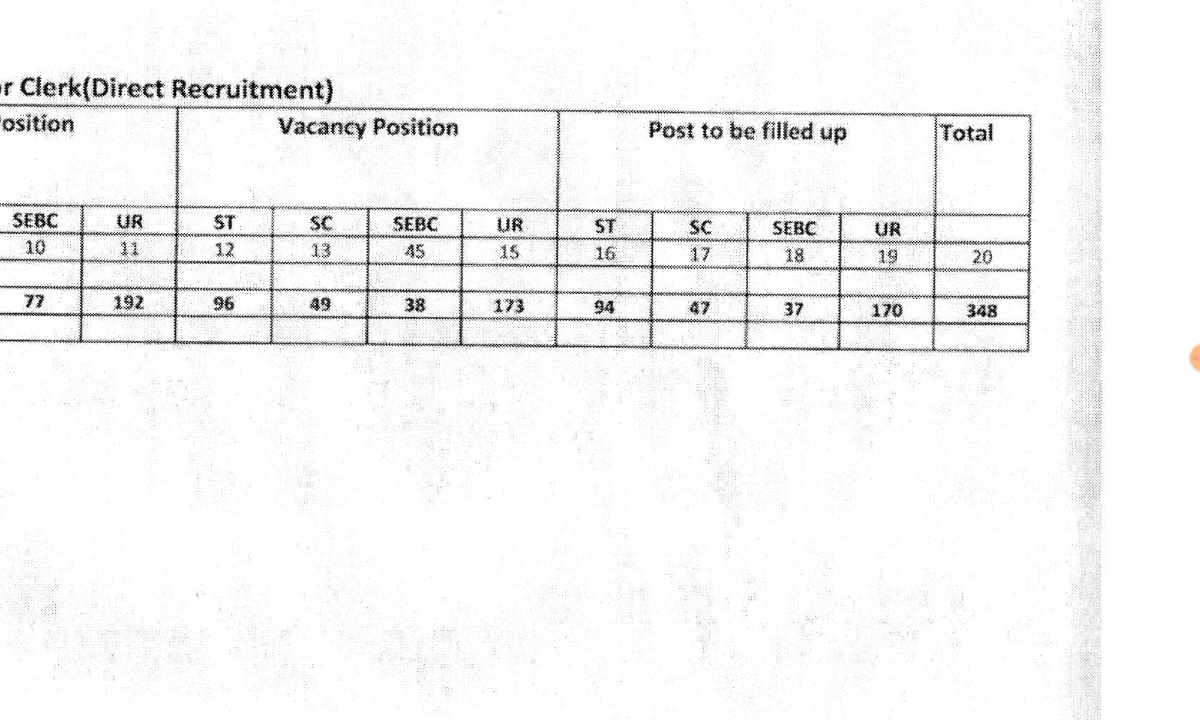 r Clerk(Direct Recruitment)
osition Vacancy Position Post to be filled up Total
SEBC UR ST SC SEBC UR ST SC SEBC UR
10 11 12 13 45 15 16 17 18 19 20
77 192 96 49 38 173 94 47 37 170 348